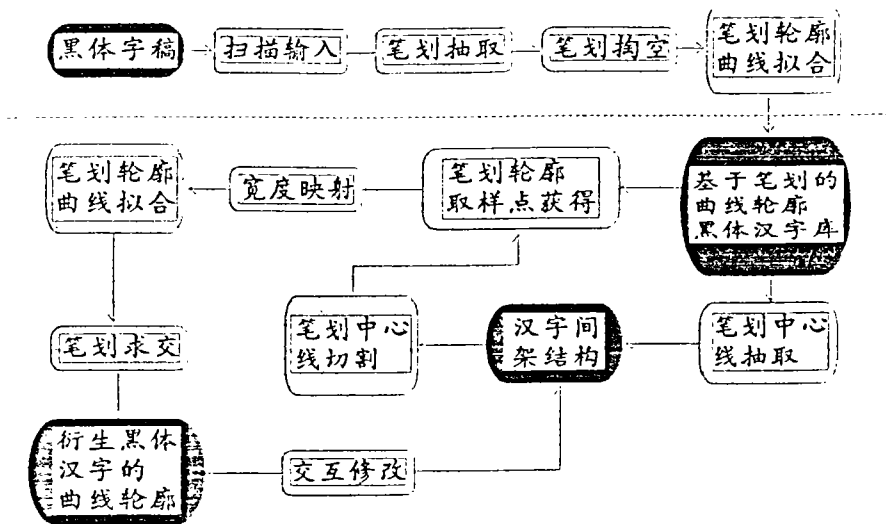 黑体字稿
扫描输入
笔划抽取
笔划掏空
笔划轮廓
曲线拟合
笔划轮廓
曲线拟合
宽度映射
笔划轮廓
取样点获得
基于笔划的
曲线轮廓
黑体汉字库
笔划求交
笔划中心
线切割
汉字间
架结构
笔划中心
线抽取
衍生黑体
汉字的
曲线轮廓
交互修改